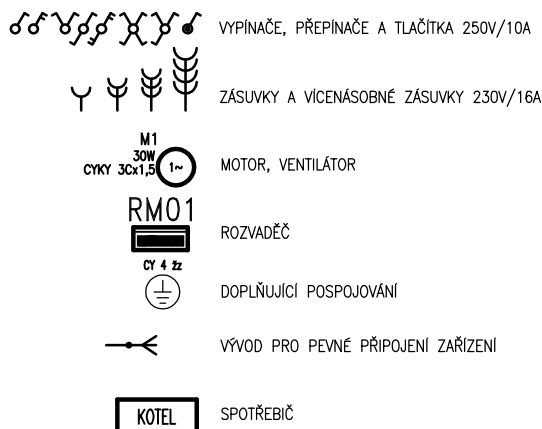 VYPÍNAČE, PŘEPÍNAČE A TLAČÍTKA 250V/10A
ZÁSUVKY A VÍCENÁSOBNÉ ZÁSUVKY 230V/16A
M1
30W
CYKY 3Cx1,5
1~
MOTOR, VENTILÁTOR
RM01
ROZVADĚČ
CY 4 žz
DOPLŇUJÍCÍ POSPOJOVÁNÍ
VÝVOD PRO PEVNÉ PŘIPOJENÍ ZAŘÍZENÍ
KOTEL
SPOTŘEBIČ